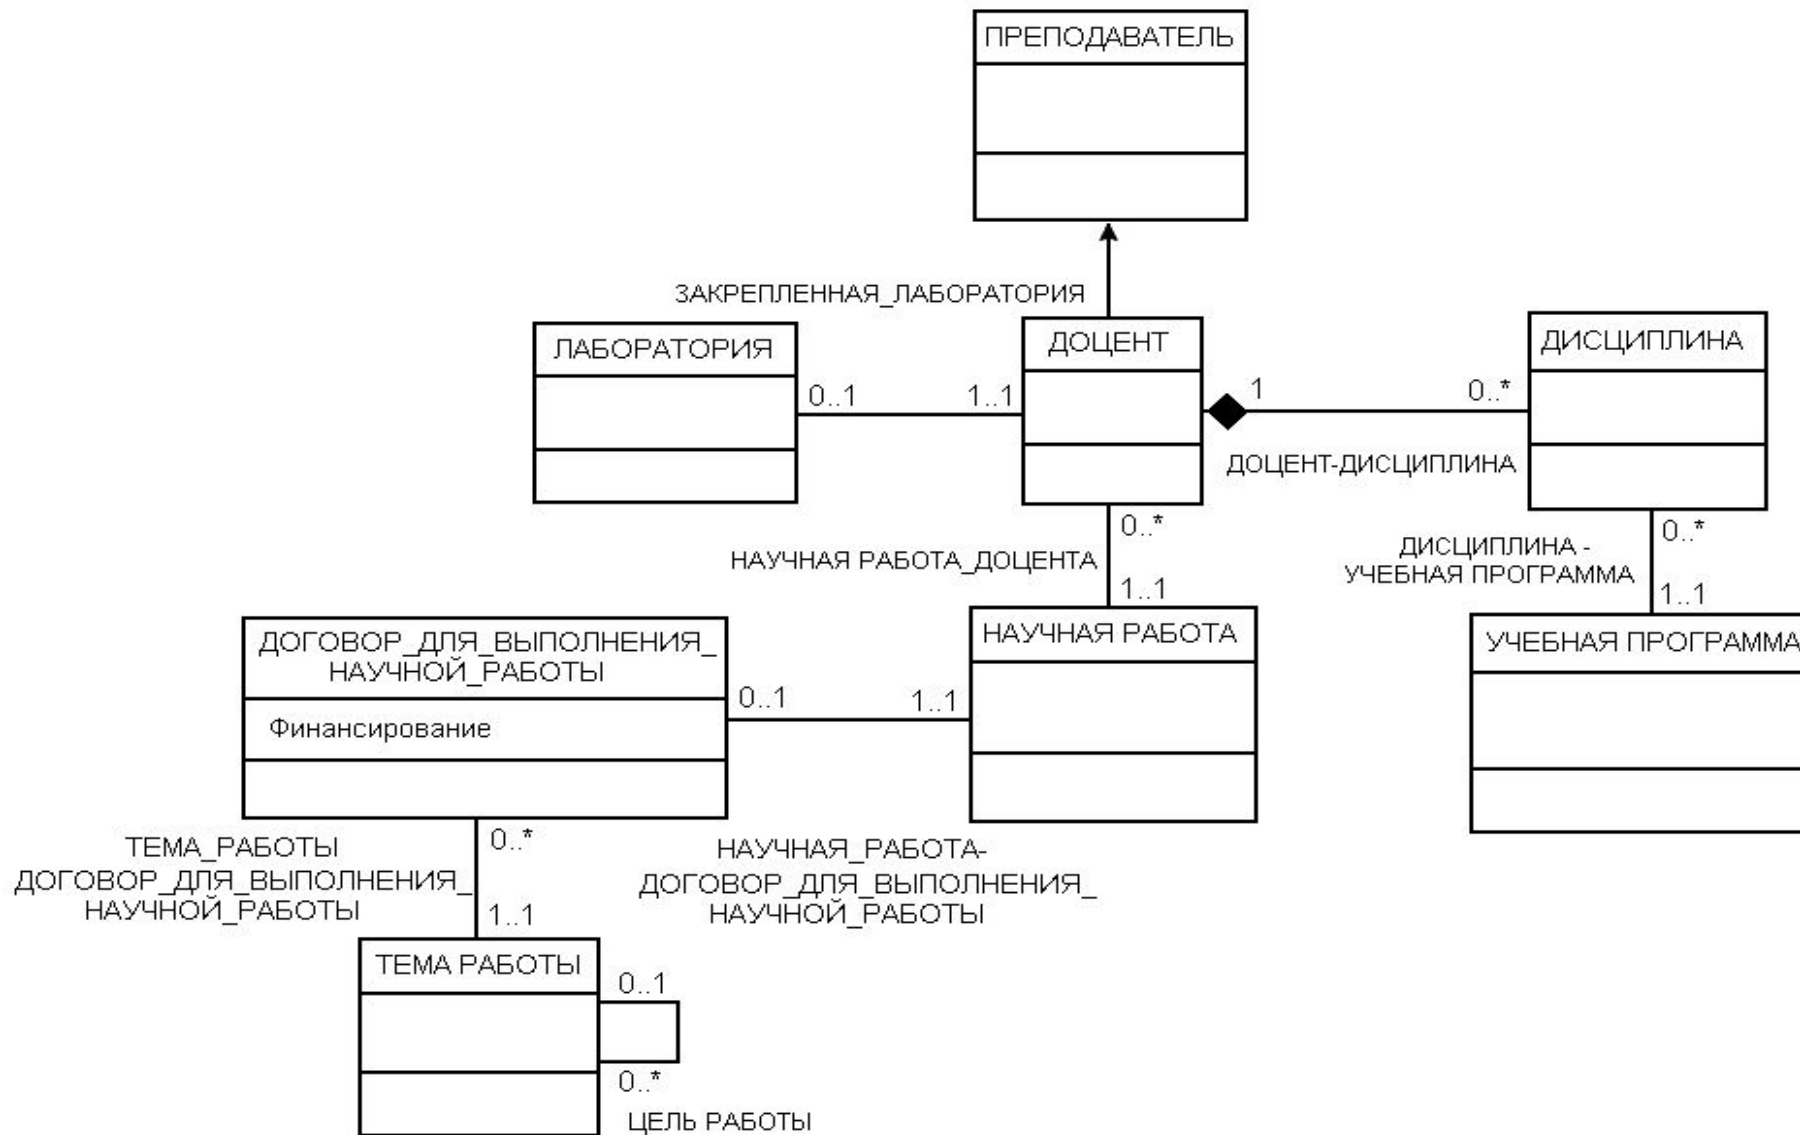 ПРЕПОДАВАТЕЛЬ
ЗАКРЕПЛЕННАЯ_ЛАБОРАТОРИЯ
ЛАБОРАТОРИЯ
0..1
1..1
ДОЦЕНТ
1
0..*
ДИСЦИПЛИНА
ДОЦЕНТ-ДИСЦИПЛИНА
0..*
НАУЧНАЯ РАБОТА_ДОЦЕНТА
1..1
0..*
ДИСЦИПЛИНА -
УЧЕБНАЯ ПРОГРАММА
1..1
ДОГОВОР_ДЛЯ_ВЫПОЛНЕНИЯ_
НАУЧНОЙ_РАБОТЫ
Финансирование
0..1
1..1
НАУЧНАЯ РАБОТА
УЧЕБНАЯ ПРОГРАММА
ТЕМА_РАБОТЫ
ДОГОВОР_ДЛЯ_ВЫПОЛНЕНИЯ_
НАУЧНОЙ_РАБОТЫ
0..*
1..1
НАУЧНАЯ_РАБОТА-
ДОГОВОР_ДЛЯ_ВЫПОЛНЕНИЯ_
НАУЧНОЙ_РАБОТЫ
ТЕМА РАБОТЫ
0..1
0..*
ЦЕЛЬ РАБОТЫ